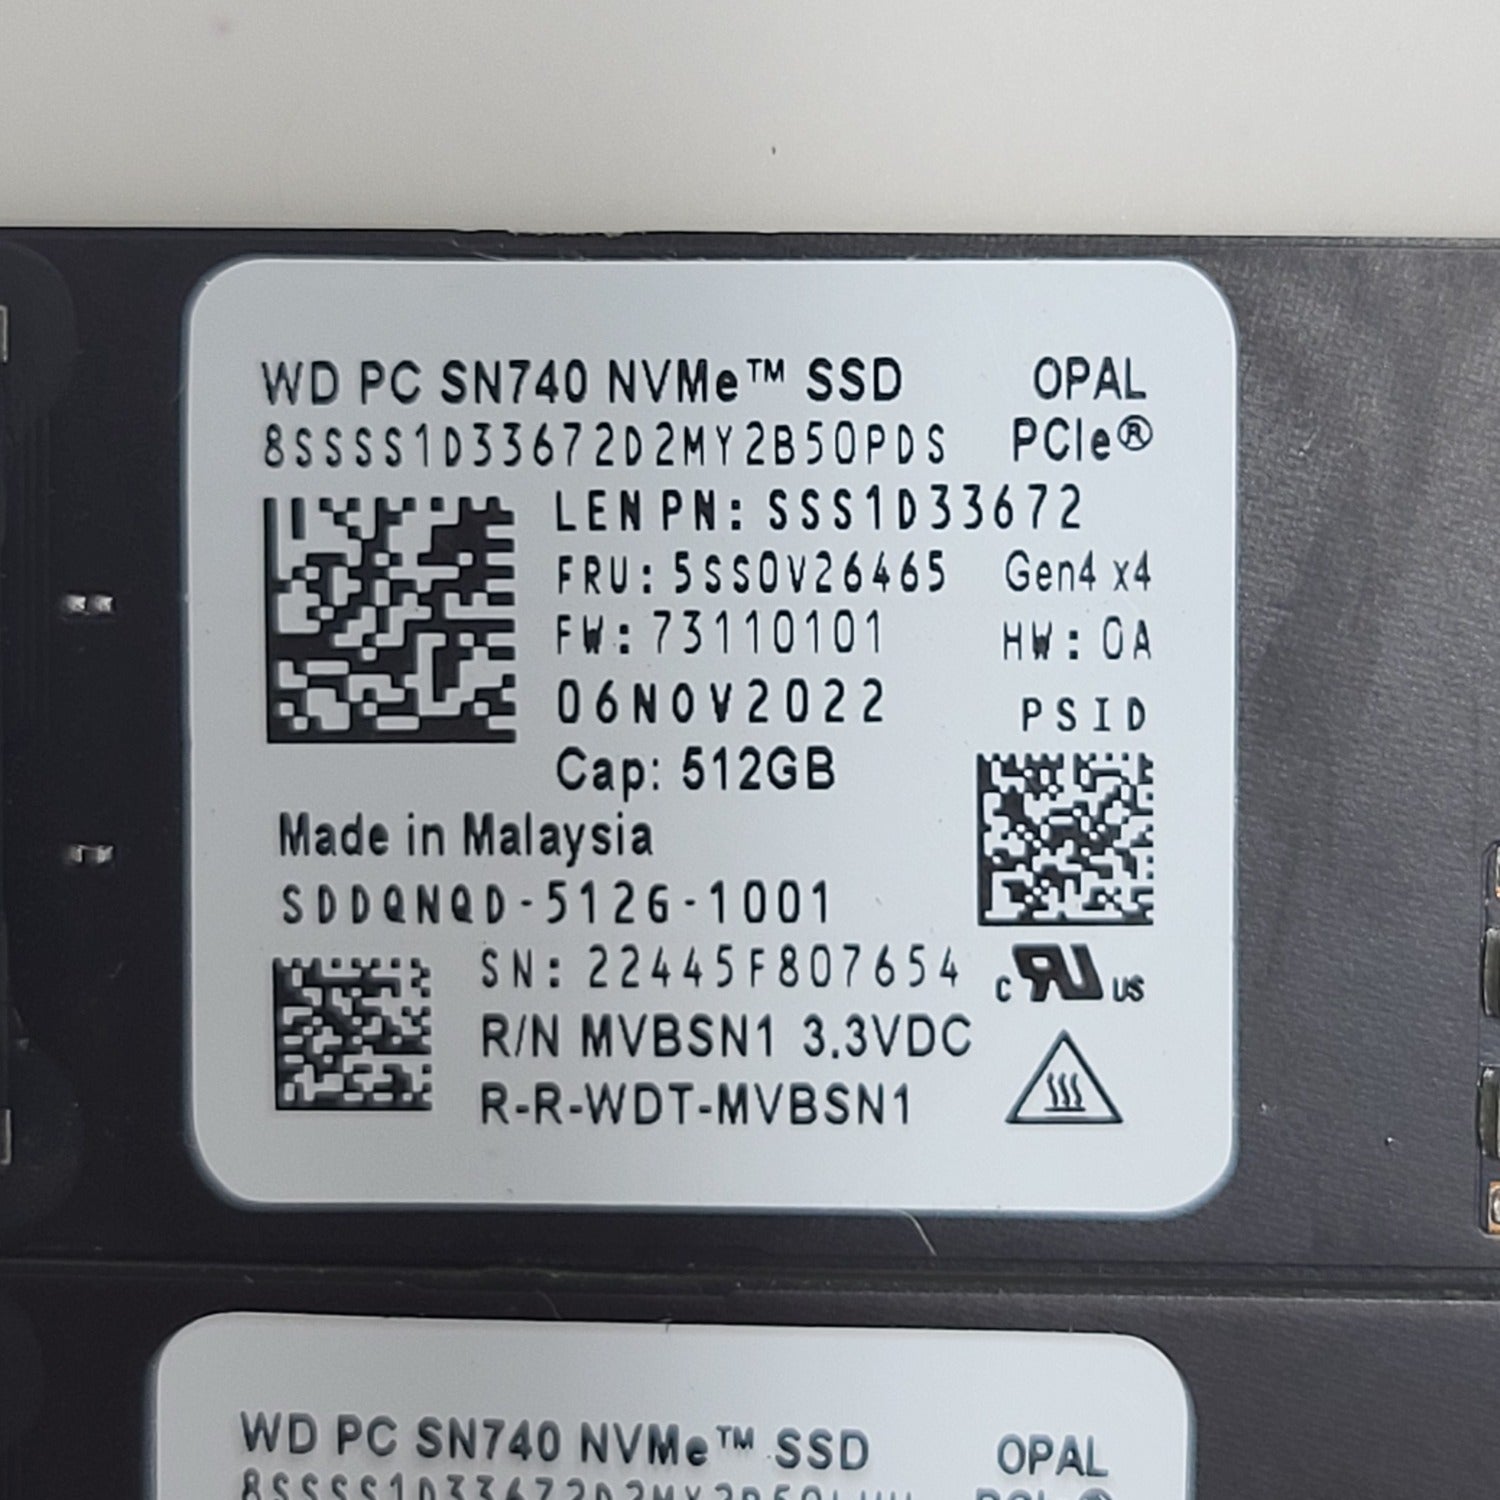 WD PC SN740 NVMe™ SSD OPAL
8SSSS1D33672D2MY2B50PDS PCIe®
LEN PN: SSS1D33672
FRU: 5SS0V26465 Gen4 x4
FW: 73110101 HW: 0A
06NOV2022 PSID
Cap: 512GB
Made in Malaysia
SDDQNQD-512G-1001
SN: 22445F807654 c UL US
R/N MVBSN1 3.3VDC
R-R-WDT-MVBSN1
WD PC SN740 NVMe™ SSD OPAL